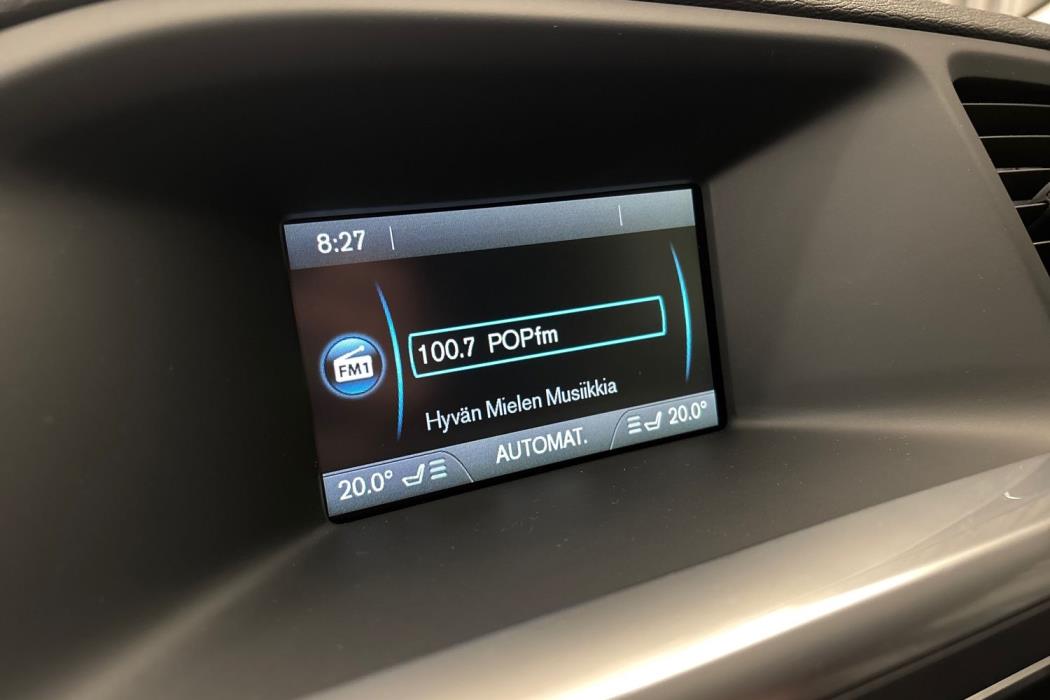 8:27
FM1
100.7 POPfm
Hyvän Mielen Musiikkia
20.0° AUTOMAT. 20.0°